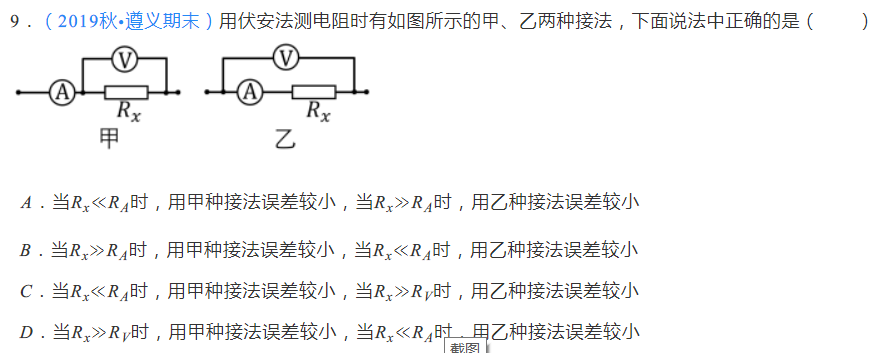 9．（2019秋•遵义期末）用伏安法测电阻时有如图所示的甲、乙两种接法，下面说法中正确的是（　　）
V V
A A
Rx Rx
甲 乙
A．当Rx≪RA时，用甲种接法误差较小，当Rx≫RA时，用乙种接法误差较小
B．当Rx≫RA时，用甲种接法误差较小，当Rx≪RA时，用乙种接法误差较小
C．当Rx≪RA时，用甲种接法误差较小，当Rx≫RV时，用乙种接法误差较小
D．当Rx≫RV时，用甲种接法误差较小，当Rx≪RA时，用乙种接法误差较小
截图